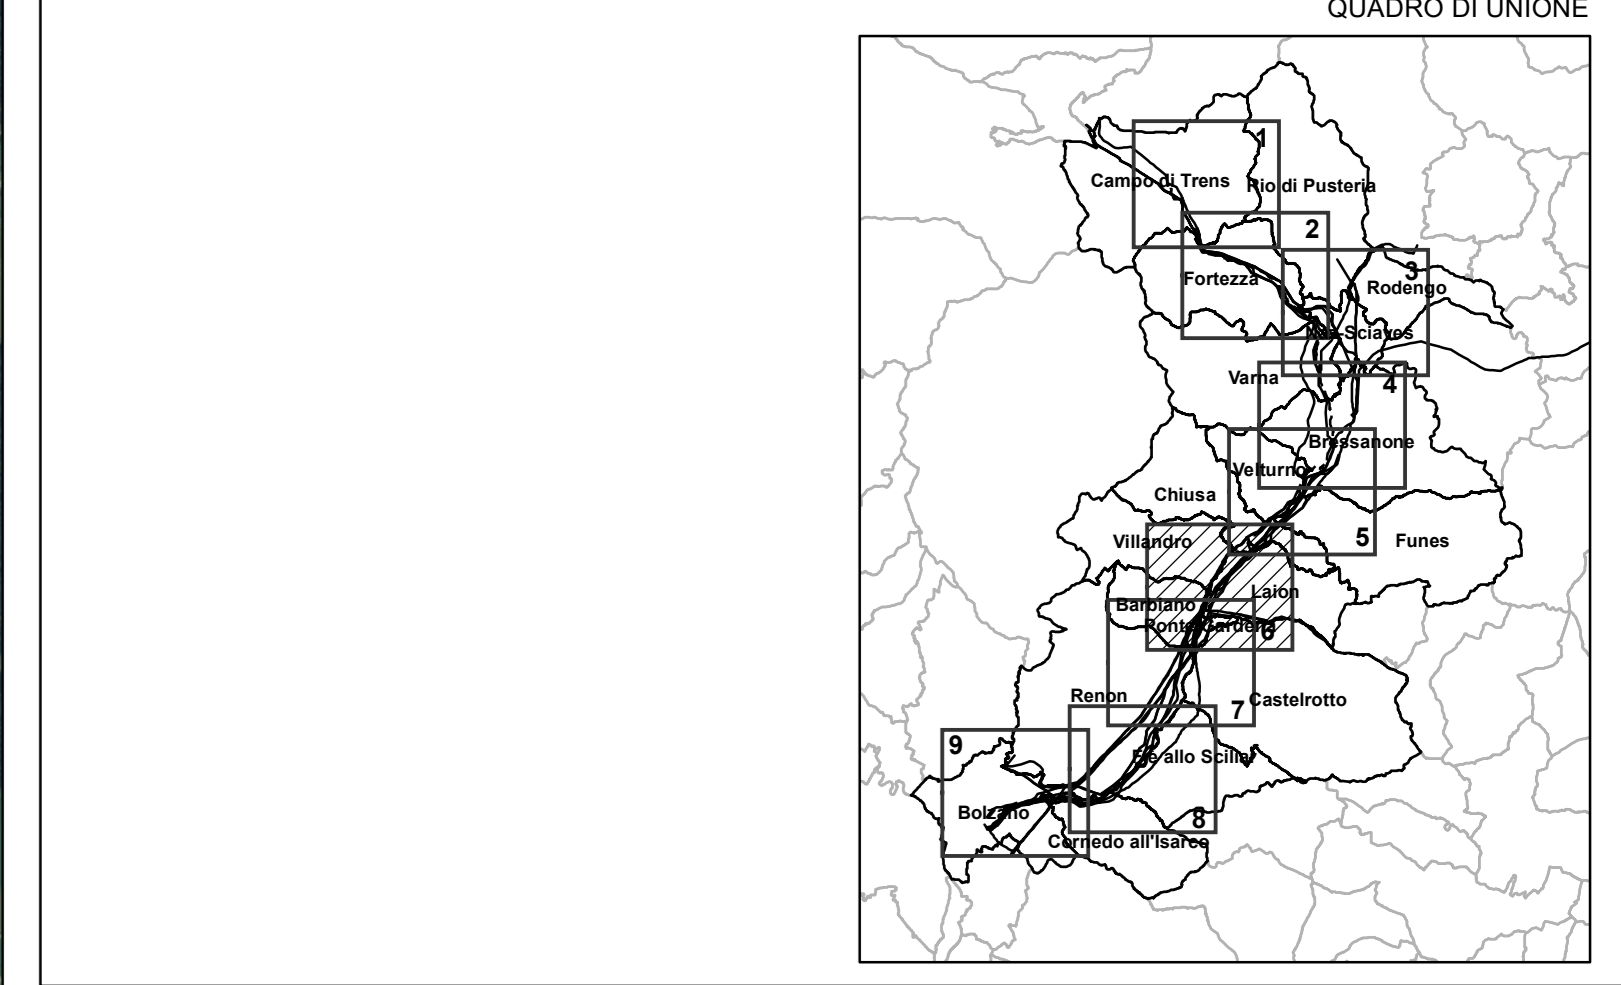 QUADRO DI UNIONE
1
Campo di Trens
Rio di Pusteria
2
3
Fortezza
Rodengo
Naz-Sciaves
Varna
4
Bressanone
Velturno
Chiusa
Villandro
5
Funes
Laion
Barbiano
Ponte Gardena
6
Renon
7
Castelrotto
9
Fiè allo Sciliar
Bolzano
8
Cornedo all'Isarco